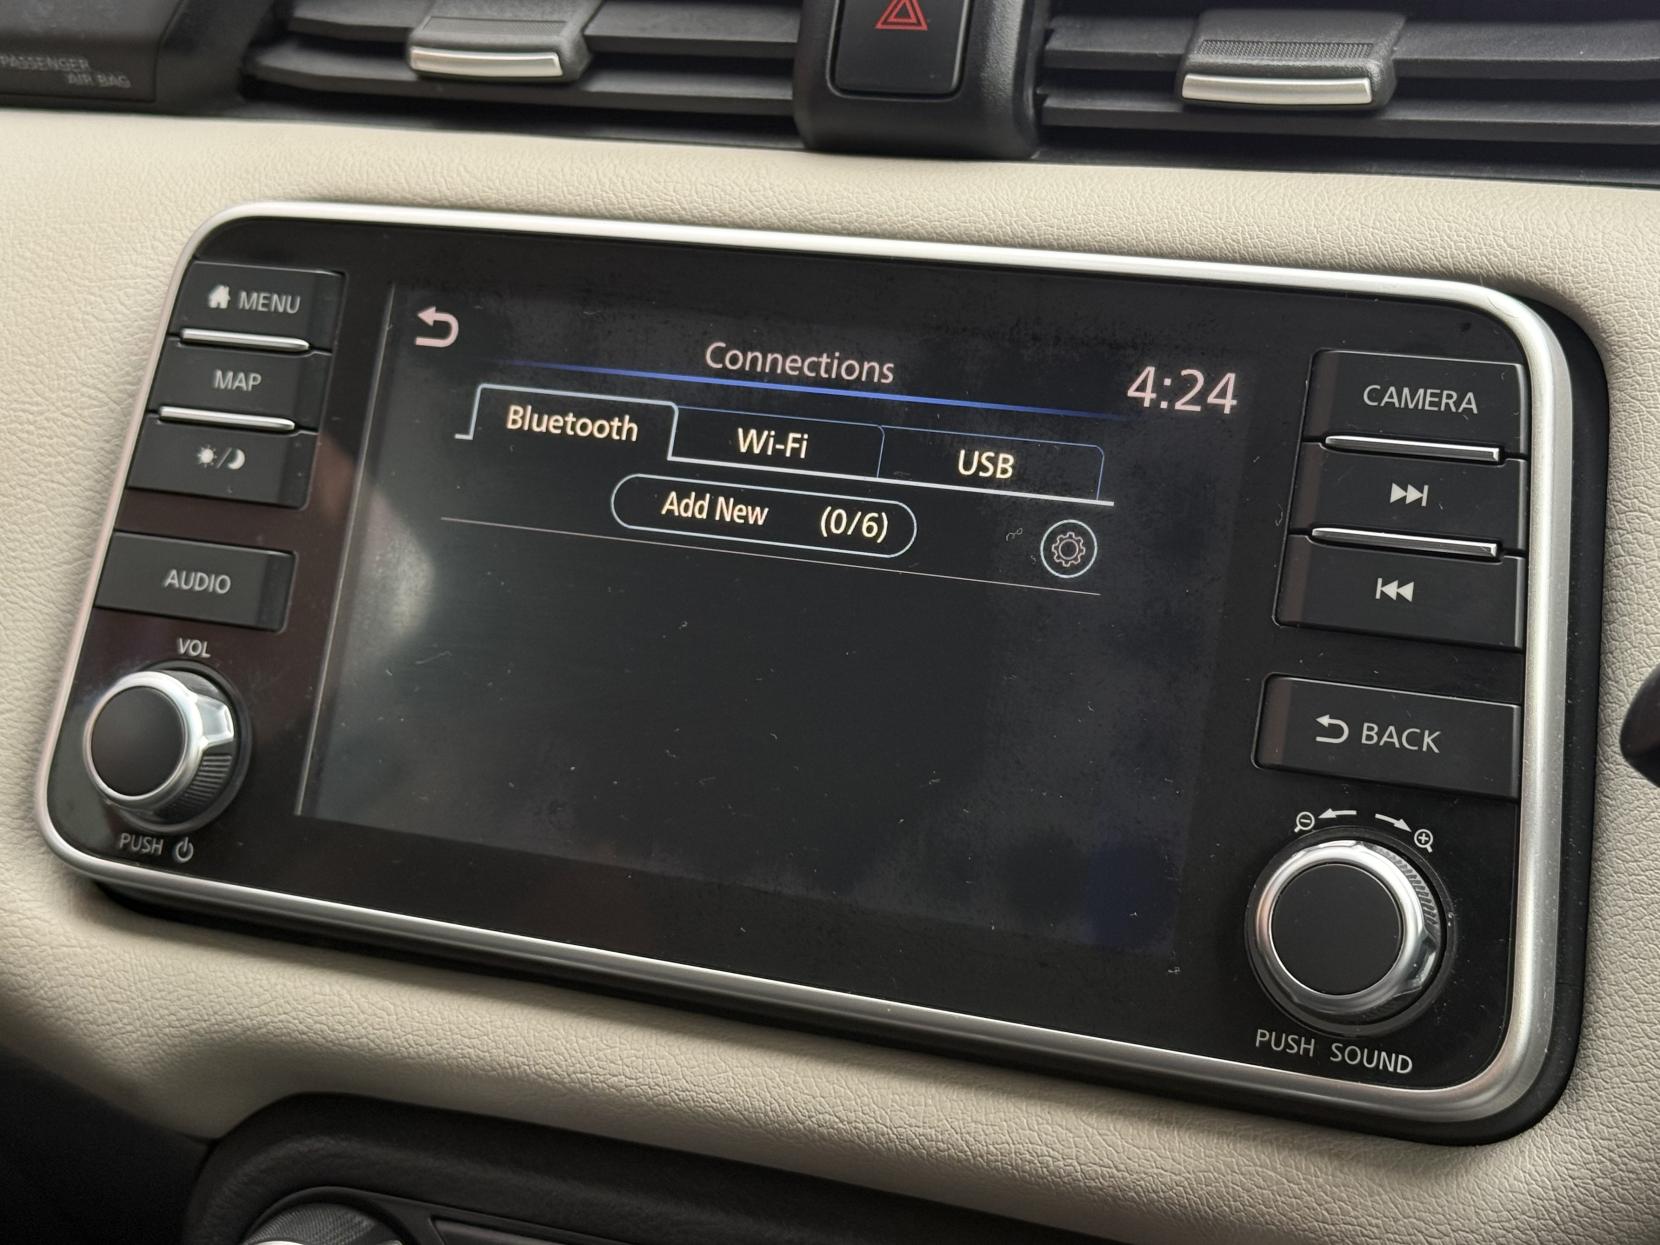 PASSENGER
AIR BAG
MENU
MAP
AUDIO
VOL
PUSH
Connections
4:24
Bluetooth
Wi-Fi
USB
Add New (0/6)
CAMERA
BACK
PUSH SOUND